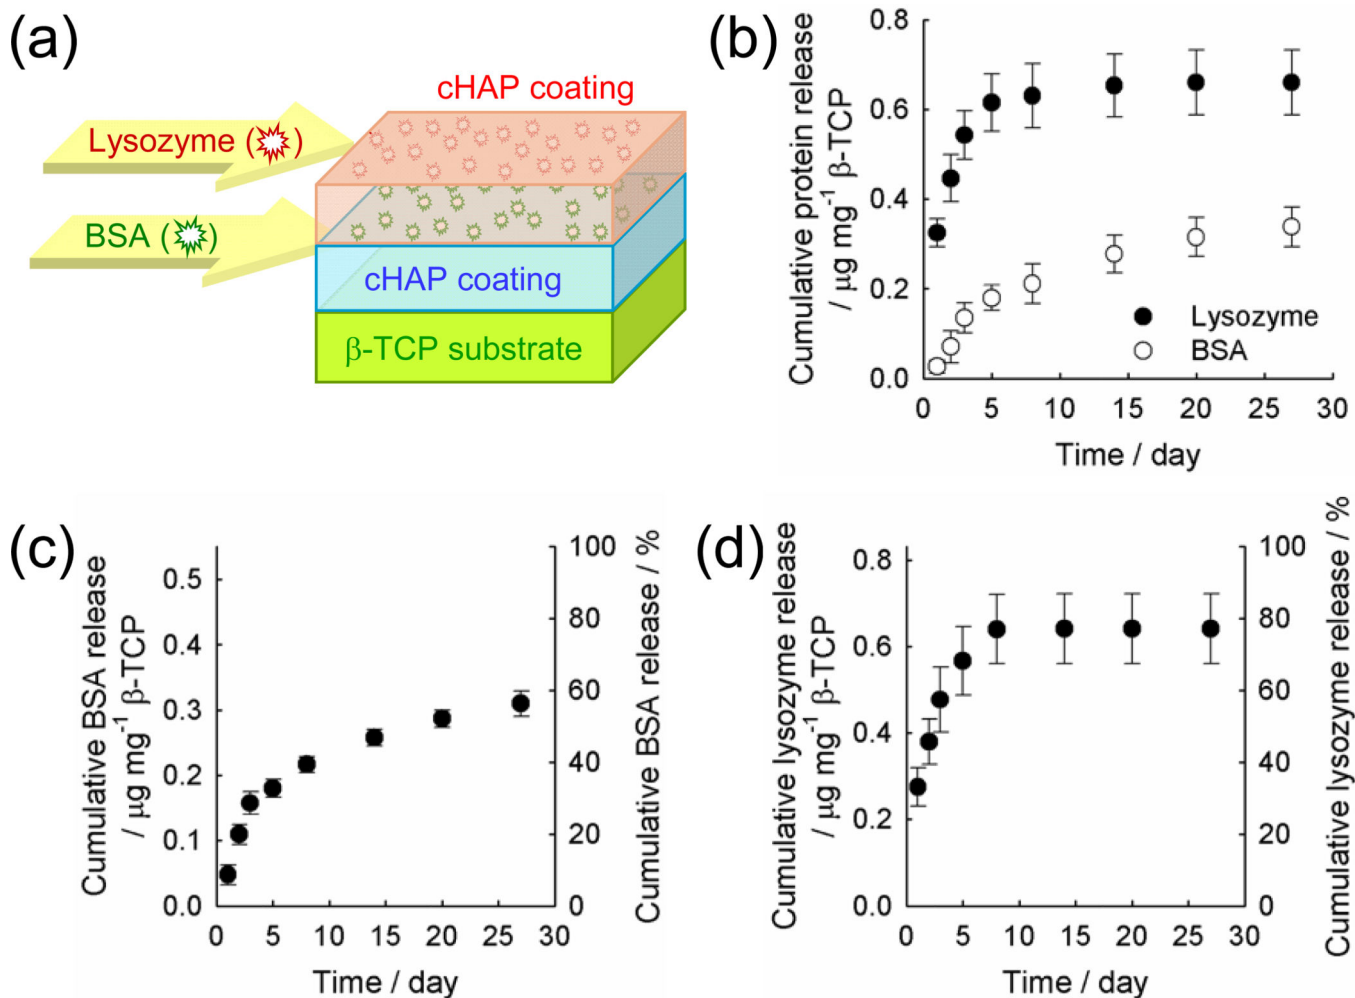 (a)
cHAP coating
Lysozyme ( )
BSA ( )
cHAP coating
β-TCP substrate
(b)
Cumulative protein release
/ μg mg⁻¹ β-TCP
0.8
0.6
0.4
0.2
0.0
Lysozyme
BSA
0 5 10 15 20 25 30
Time / day
(c)
Cumulative BSA release
/ μg mg⁻¹ β-TCP
0.5
0.4
0.3
0.2
0.1
0.0
100
80
60
40
20
0
Cumulative BSA release / %
0 5 10 15 20 25 30
Time / day
(d)
Cumulative lysozyme release
/ μg mg⁻¹ β-TCP
0.8
0.6
0.4
0.2
0.0
100
80
60
40
20
0
Cumulative lysozyme release / %
0 5 10 15 20 25 30
Time / day